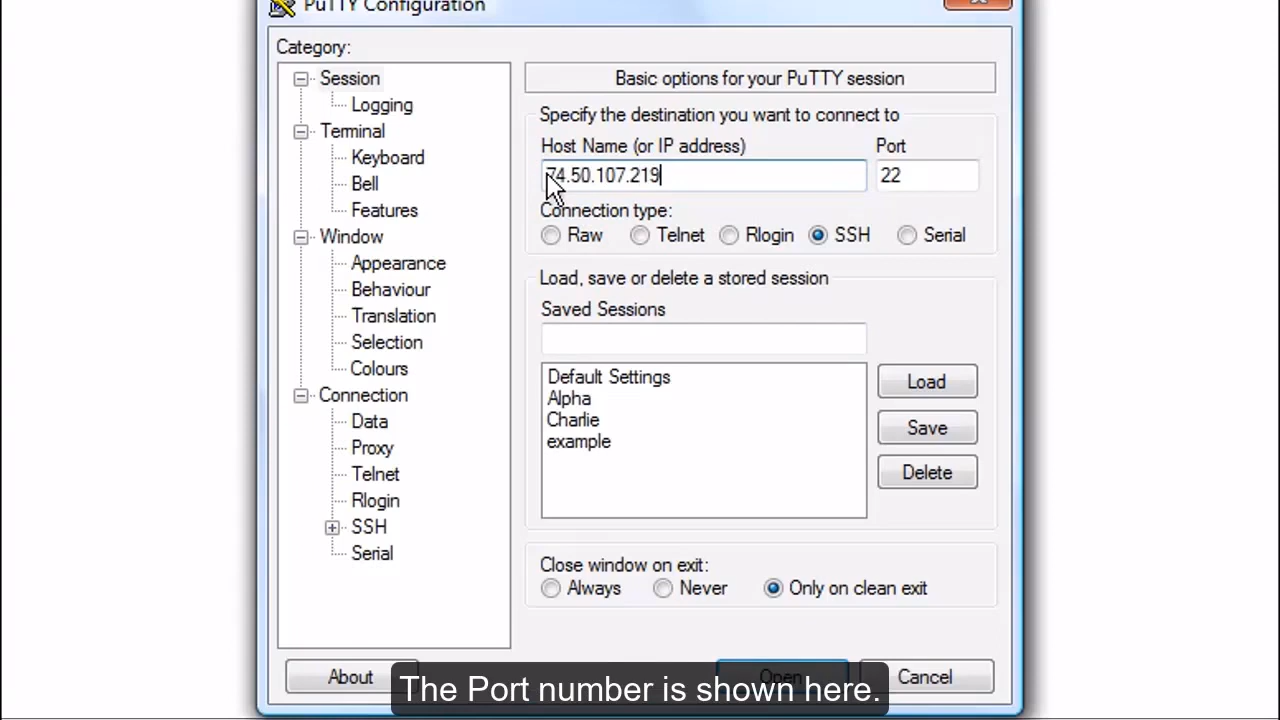 PuTTY Configuration
Category:
Session
Logging
Terminal
Keyboard
Bell
Features
Window
Appearance
Behaviour
Translation
Selection
Colours
Connection
Data
Proxy
Telnet
Rlogin
SSH
Serial
Basic options for your PuTTY session
Specify the destination you want to connect to
Host Name (or IP address) Port
74.50.107.219 22
Connection type:
Raw Telnet Rlogin SSH Serial
Load, save or delete a stored session
Saved Sessions
Default Settings
Alpha
Charlie
example
Load
Save
Delete
Close window on exit:
Always Never Only on clean exit
About Open Cancel
The Port number is shown here.